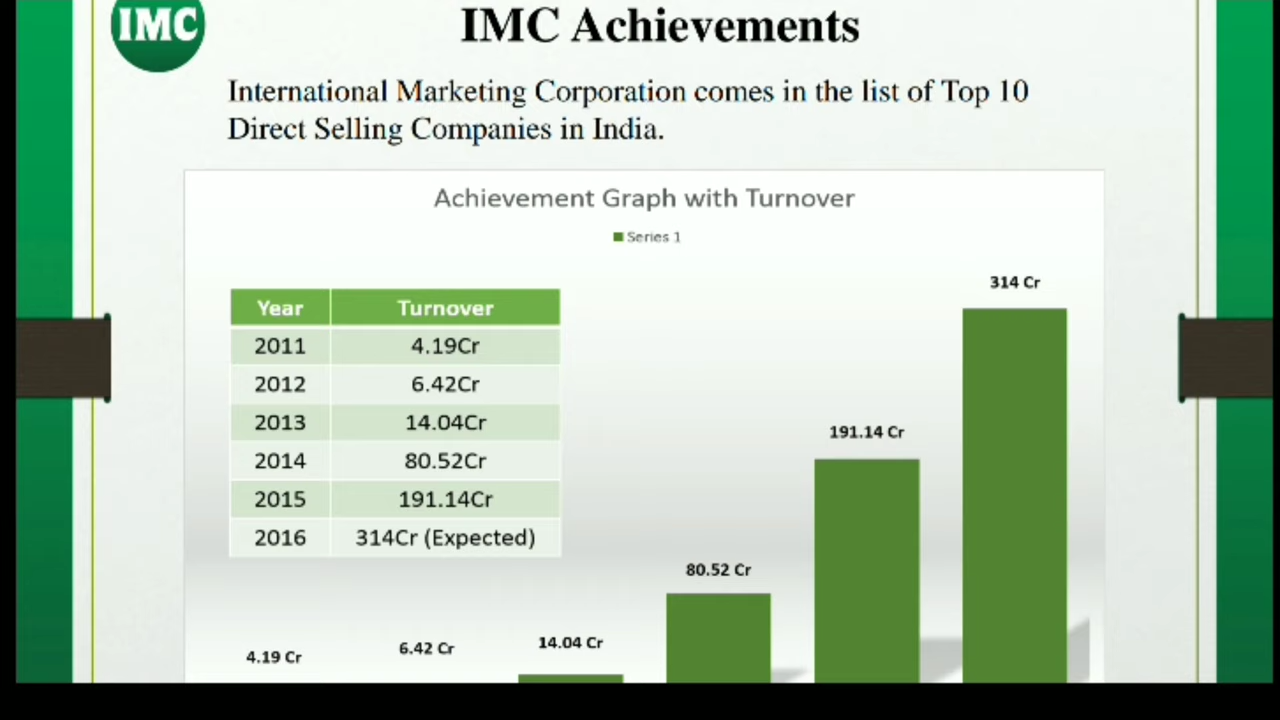 IMC
IMC Achievements
International Marketing Corporation comes in the list of Top 10
Direct Selling Companies in India.
Achievement Graph with Turnover
Series 1
Year Turnover
2011 4.19Cr
2012 6.42Cr
2013 14.04Cr
2014 80.52Cr
2015 191.14Cr
2016 314Cr (Expected)
4.19 Cr
6.42 Cr
14.04 Cr
80.52 Cr
191.14 Cr
314 Cr